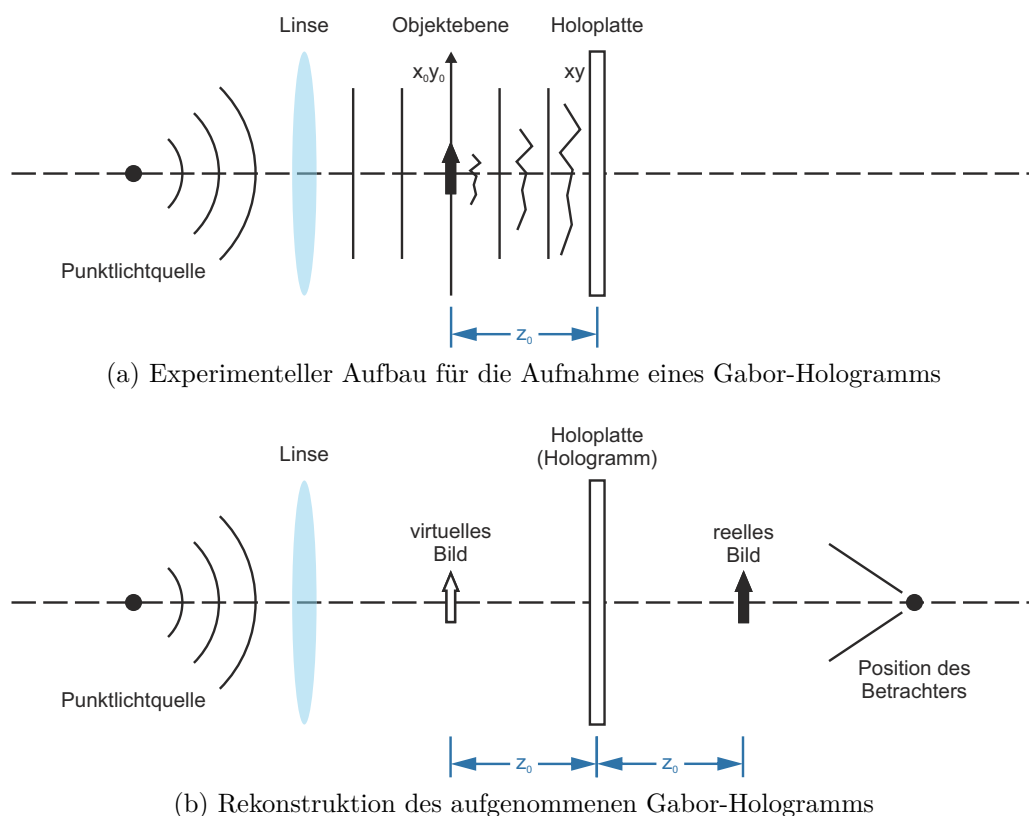 Linse
Objektebene
Holoplatte
x₀y₀
xy
Punktlichtquelle
z₀
(a) Experimenteller Aufbau für die Aufnahme eines Gabor-Hologramms
Holoplatte
(Hologramm)
Linse
virtuelles
Bild
reelles
Bild
Punktlichtquelle
Position des
Betrachters
z₀
z₀
(b) Rekonstruktion des aufgenommenen Gabor-Hologramms